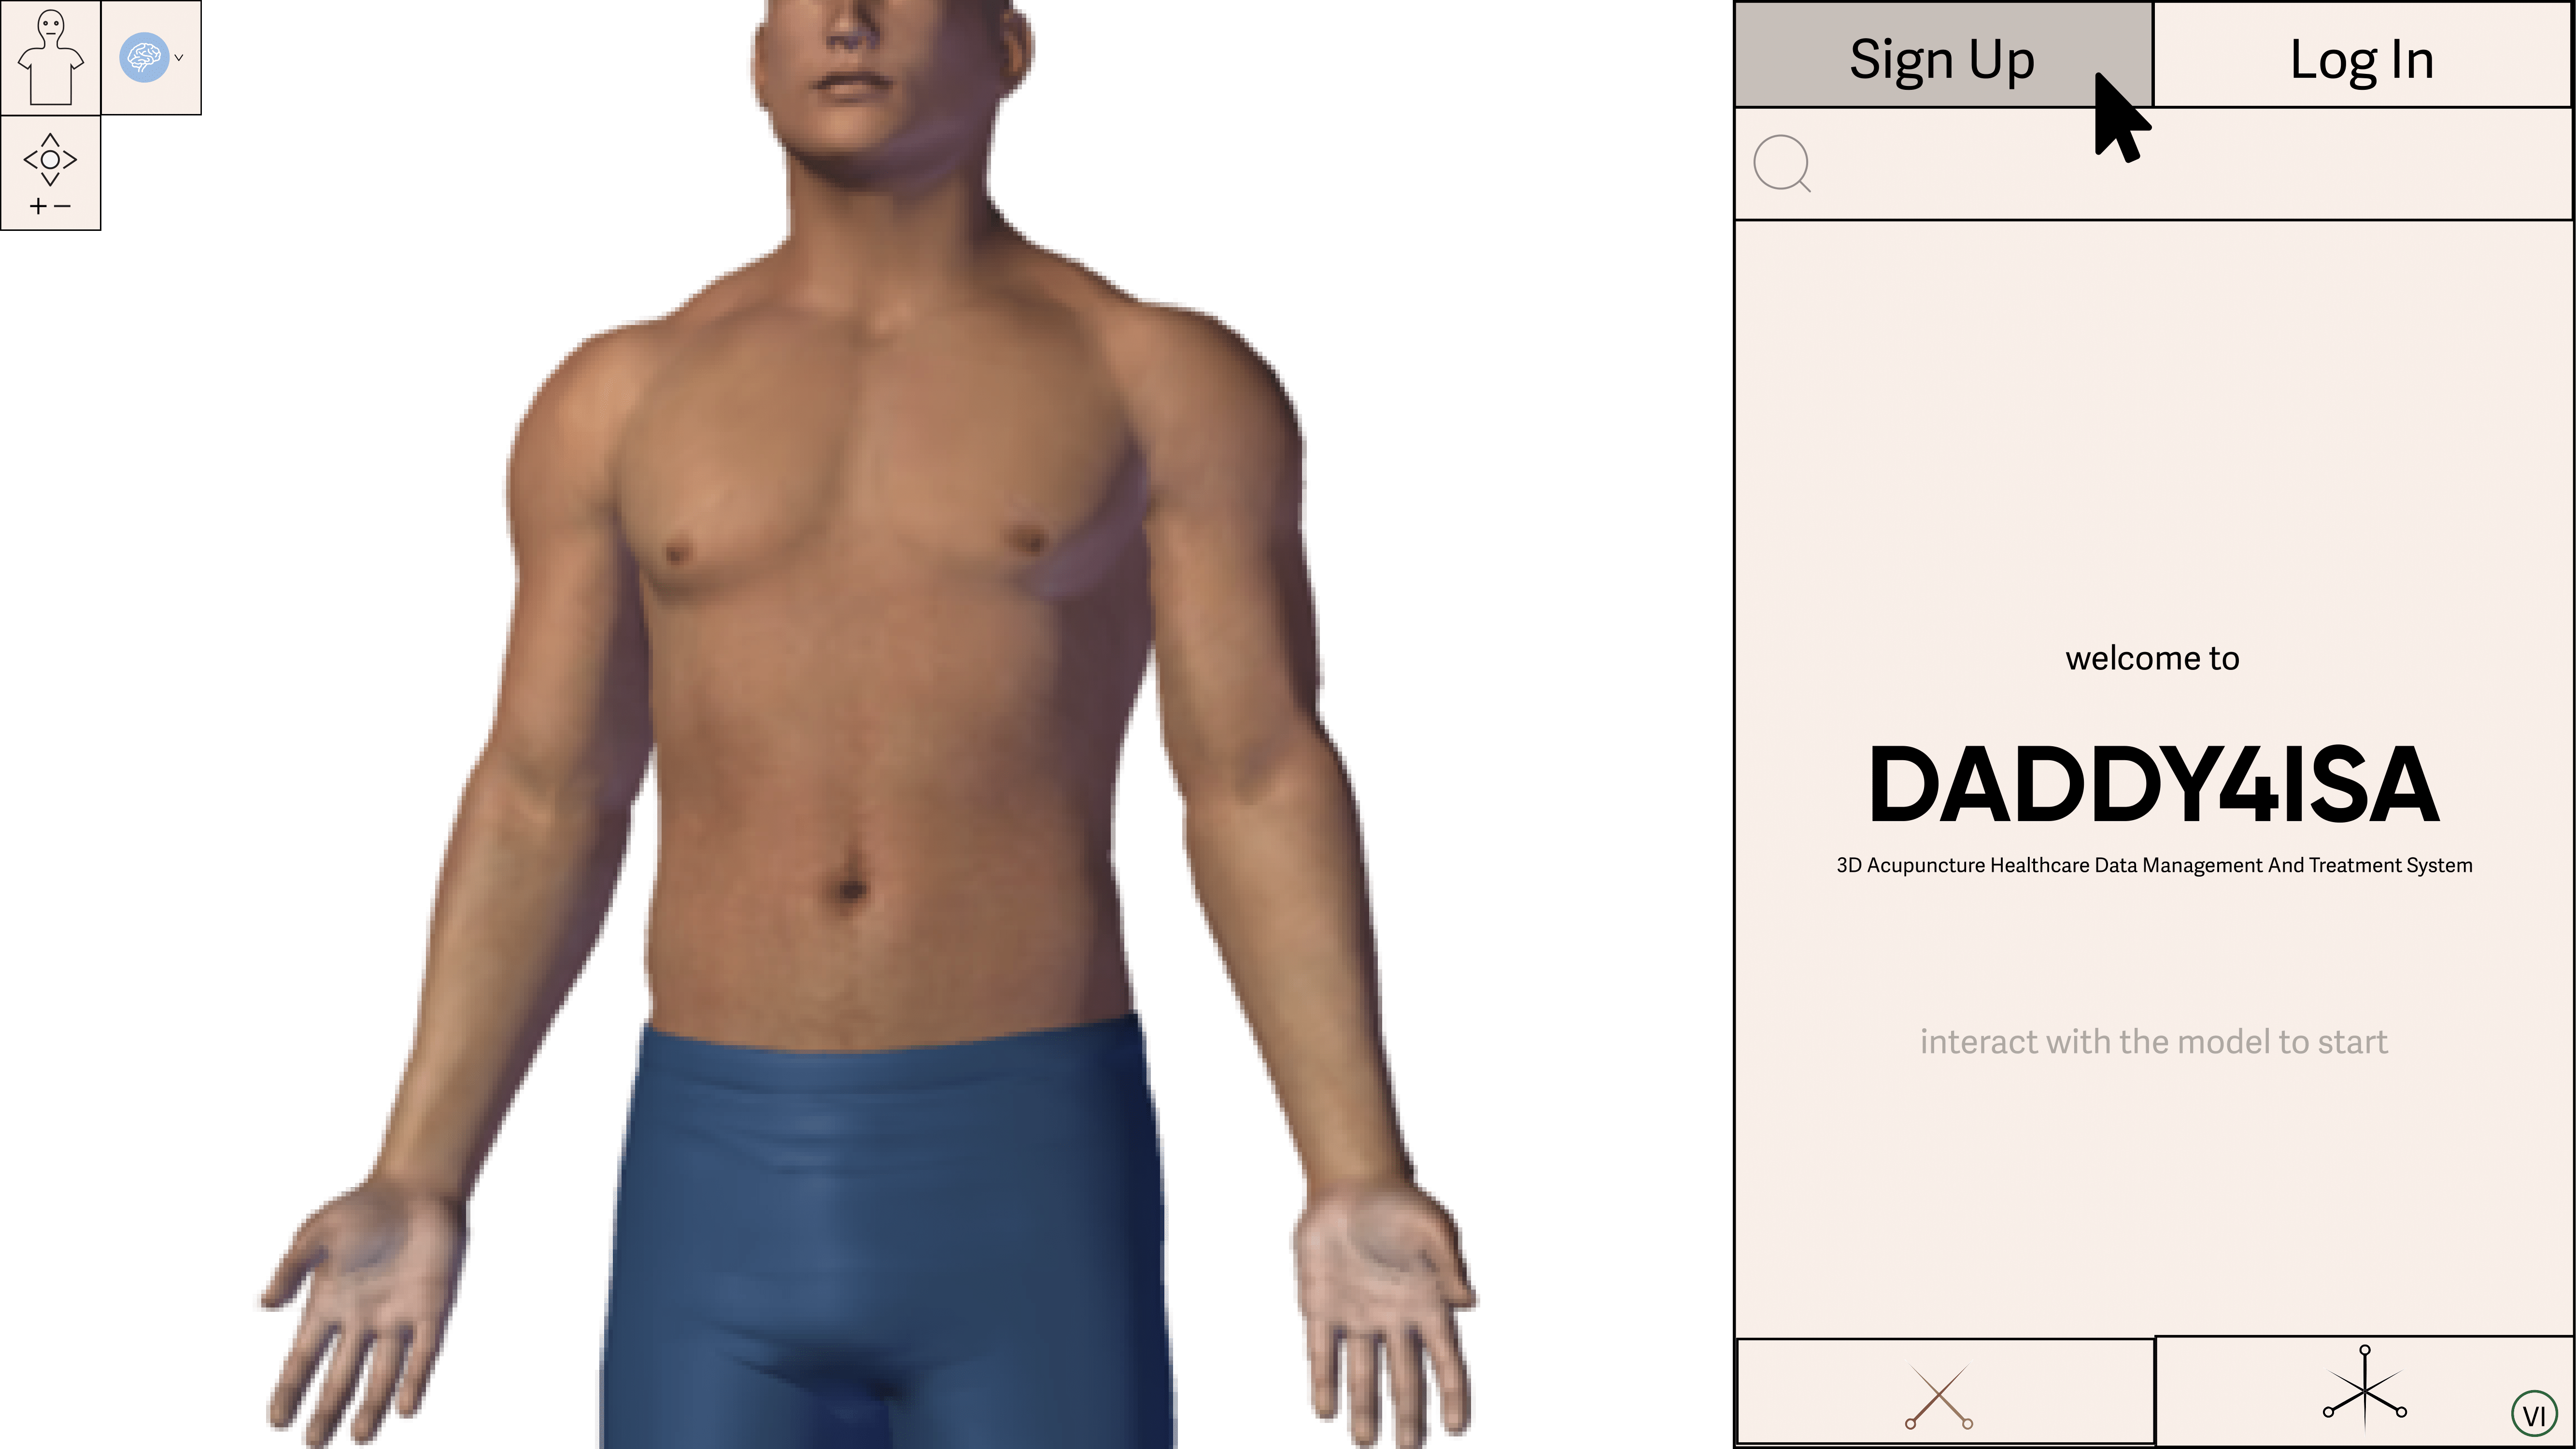 Sign Up
Log In
welcome to
DADDY4ISA
3D Acupuncture Healthcare Data Management And Treatment System
interact with the model to start
VI